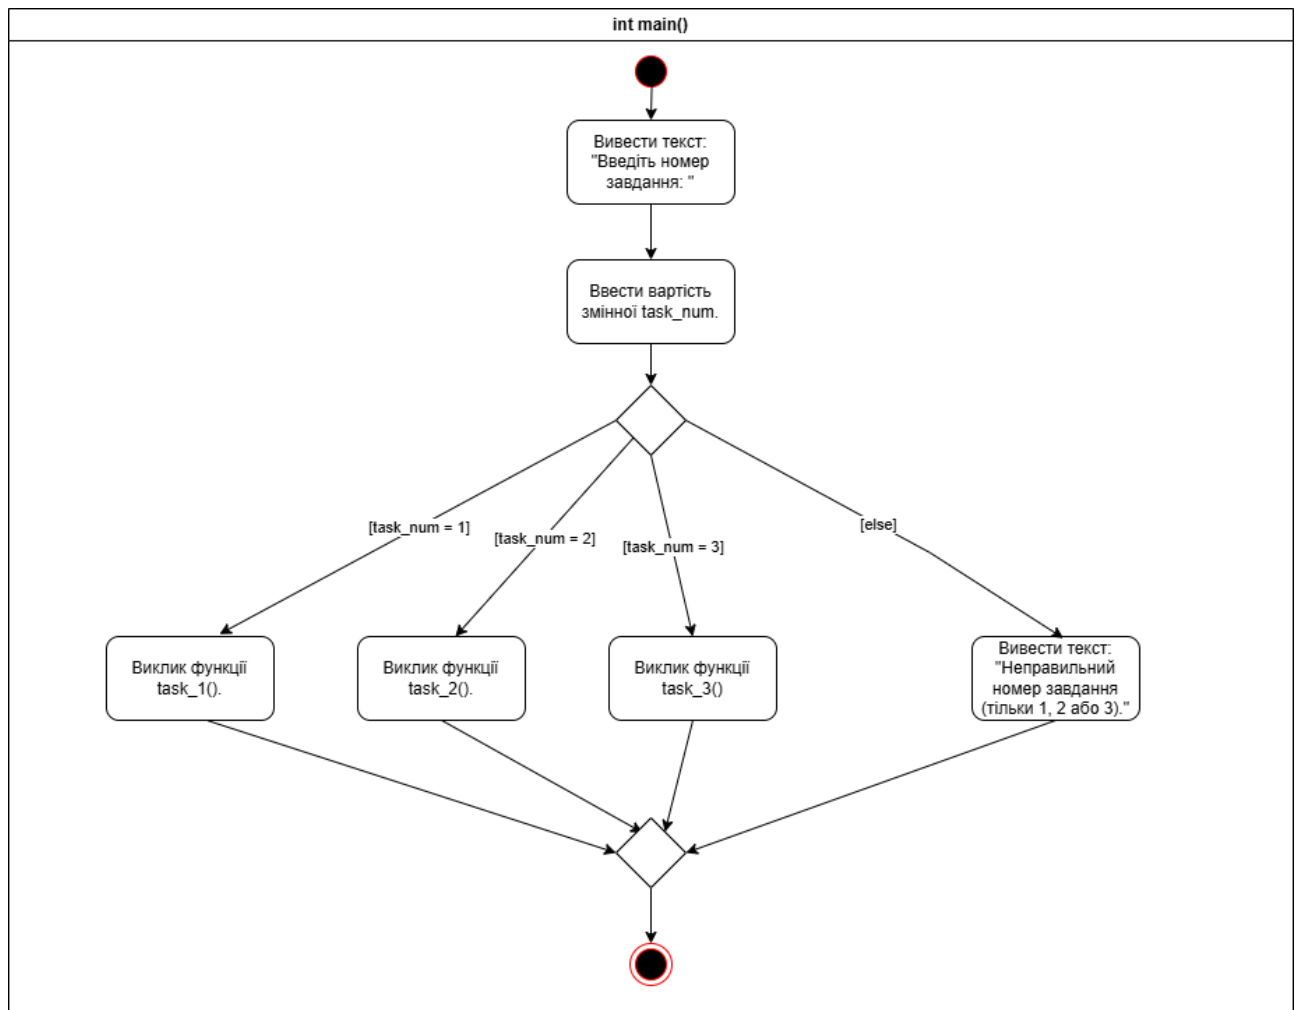 int main()
Вивести текст:
"Введіть номер
завдання: "
Ввести вартість
змінної task_num.
[task_num = 1]
[task_num = 2]
[task_num = 3]
[else]
Виклик функції
task_1().
Виклик функції
task_2().
Виклик функції
task_3()
Вивести текст:
"Неправильний
номер завдання
(тільки 1, 2 або 3)."